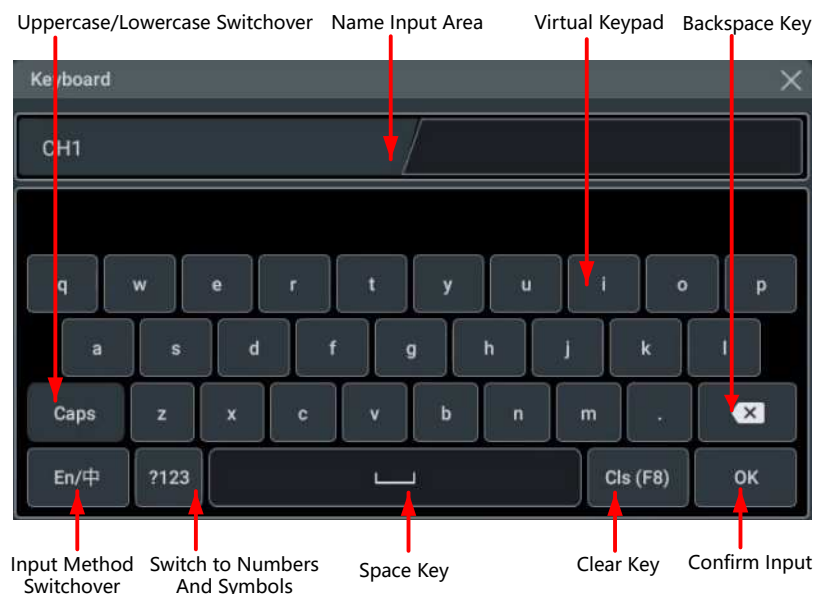 Uppercase/Lowercase Switchover Name Input Area Virtual Keypad Backspace Key
Keyboard
CH1
q w e r t y u i o p
a s d f g h j k l
Caps z x c v b n m .
En/中 ?123 Cls (F8) OK
Input Method Switchover
Switch to Numbers And Symbols
Space Key
Clear Key
Confirm Input